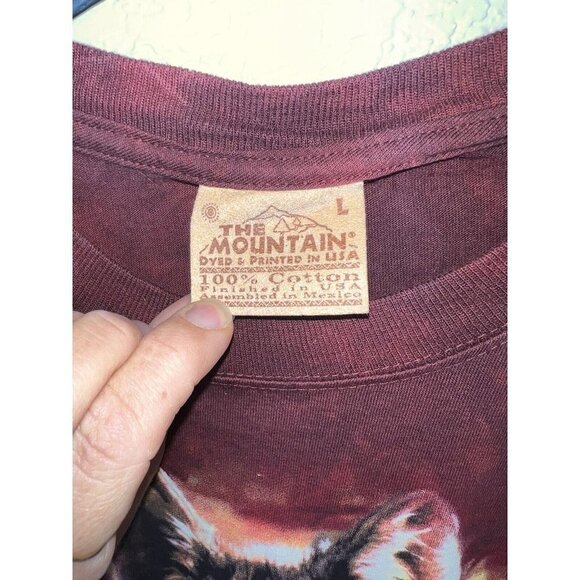 L
THE
MOUNTAIN®
DYED & PRINTED IN USA
100% Cotton
Finished in USA
Assembled in Mexico